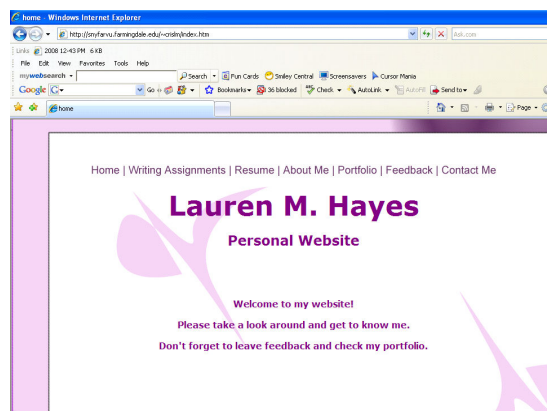 home - Windows Internet Explorer
http://snyfarvu.farmingdale.edu/~crislm/index.htm
Ask.com
Links 2008 12-43 PM 6 KB
File Edit View Favorites Tools Help
mywebsearch Search Fun Cards Smiley Central Screensavers Cursor Mania
Google G Go Bookmarks 36 blocked Check AutoLink AutoFill Send to
home Page
Home | Writing Assignments | Resume | About Me | Portfolio | Feedback | Contact Me
Lauren M. Hayes
Personal Website
Welcome to my website!
Please take a look around and get to know me.
Don't forget to leave feedback and check my portfolio.